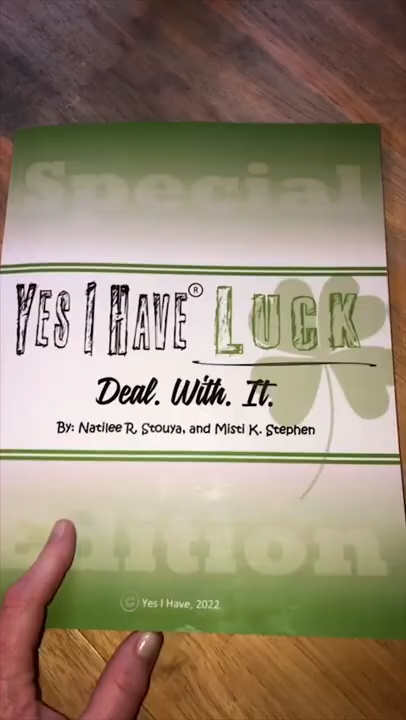 Special
YES I HAVE® LUCK
Deal. With. It.
By: Natilee R. Stouya, and Misti K. Stephen
Edition
© Yes I Have, 2022